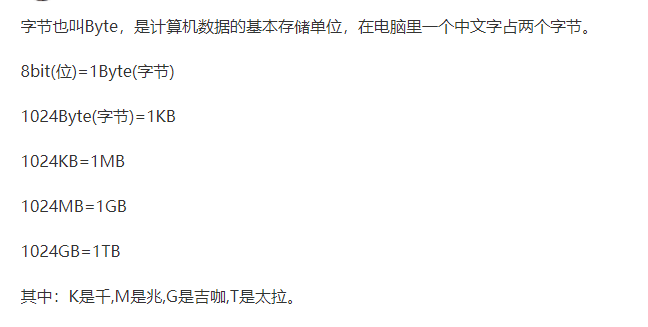 字节也叫Byte，是计算机数据的基本存储单位，在电脑里一个中文字占两个字节。
8bit(位)=1Byte(字节)
1024Byte(字节)=1KB
1024KB=1MB
1024MB=1GB
1024GB=1TB
其中：K是千,M是兆,G是吉咖,T是太拉。